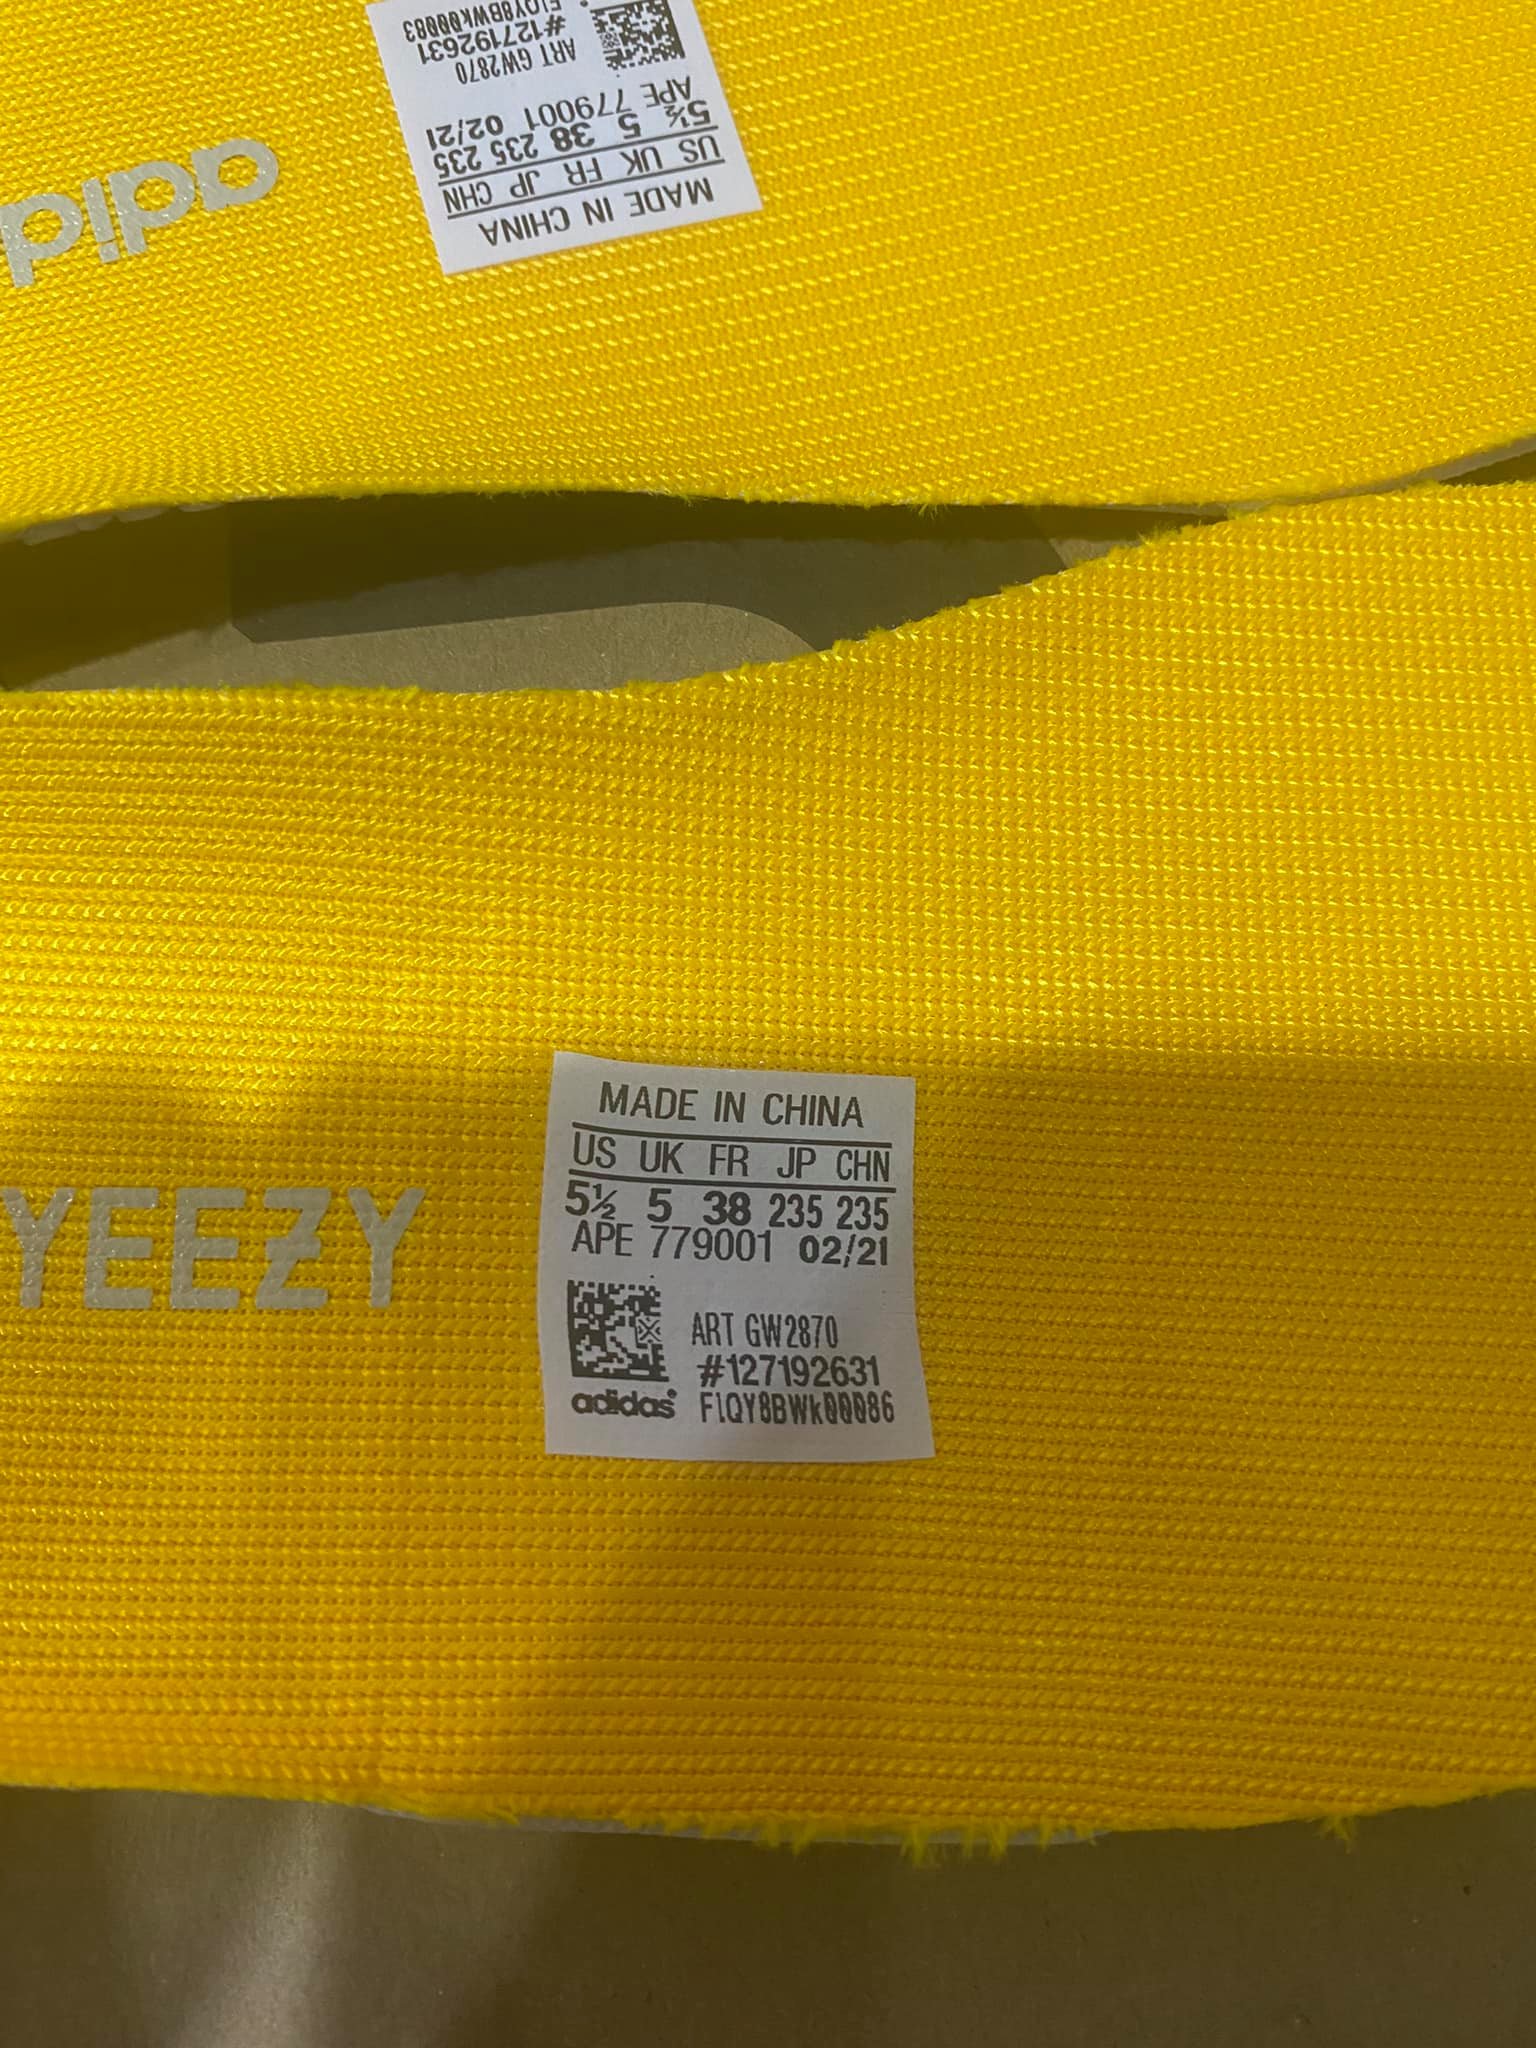 FIQY8BWk00083
#127192631
ART GW2870
APE 779001 02/21
5½ 5 38 235 235
US UK FR JP CHN
MADE IN CHINA
adid
YEEZY
MADE IN CHINA
US UK FR JP CHN
5½ 5 38 235 235
APE 779001 02/21
ART GW2870
#127192631
adidas® F1QY8BWk00086